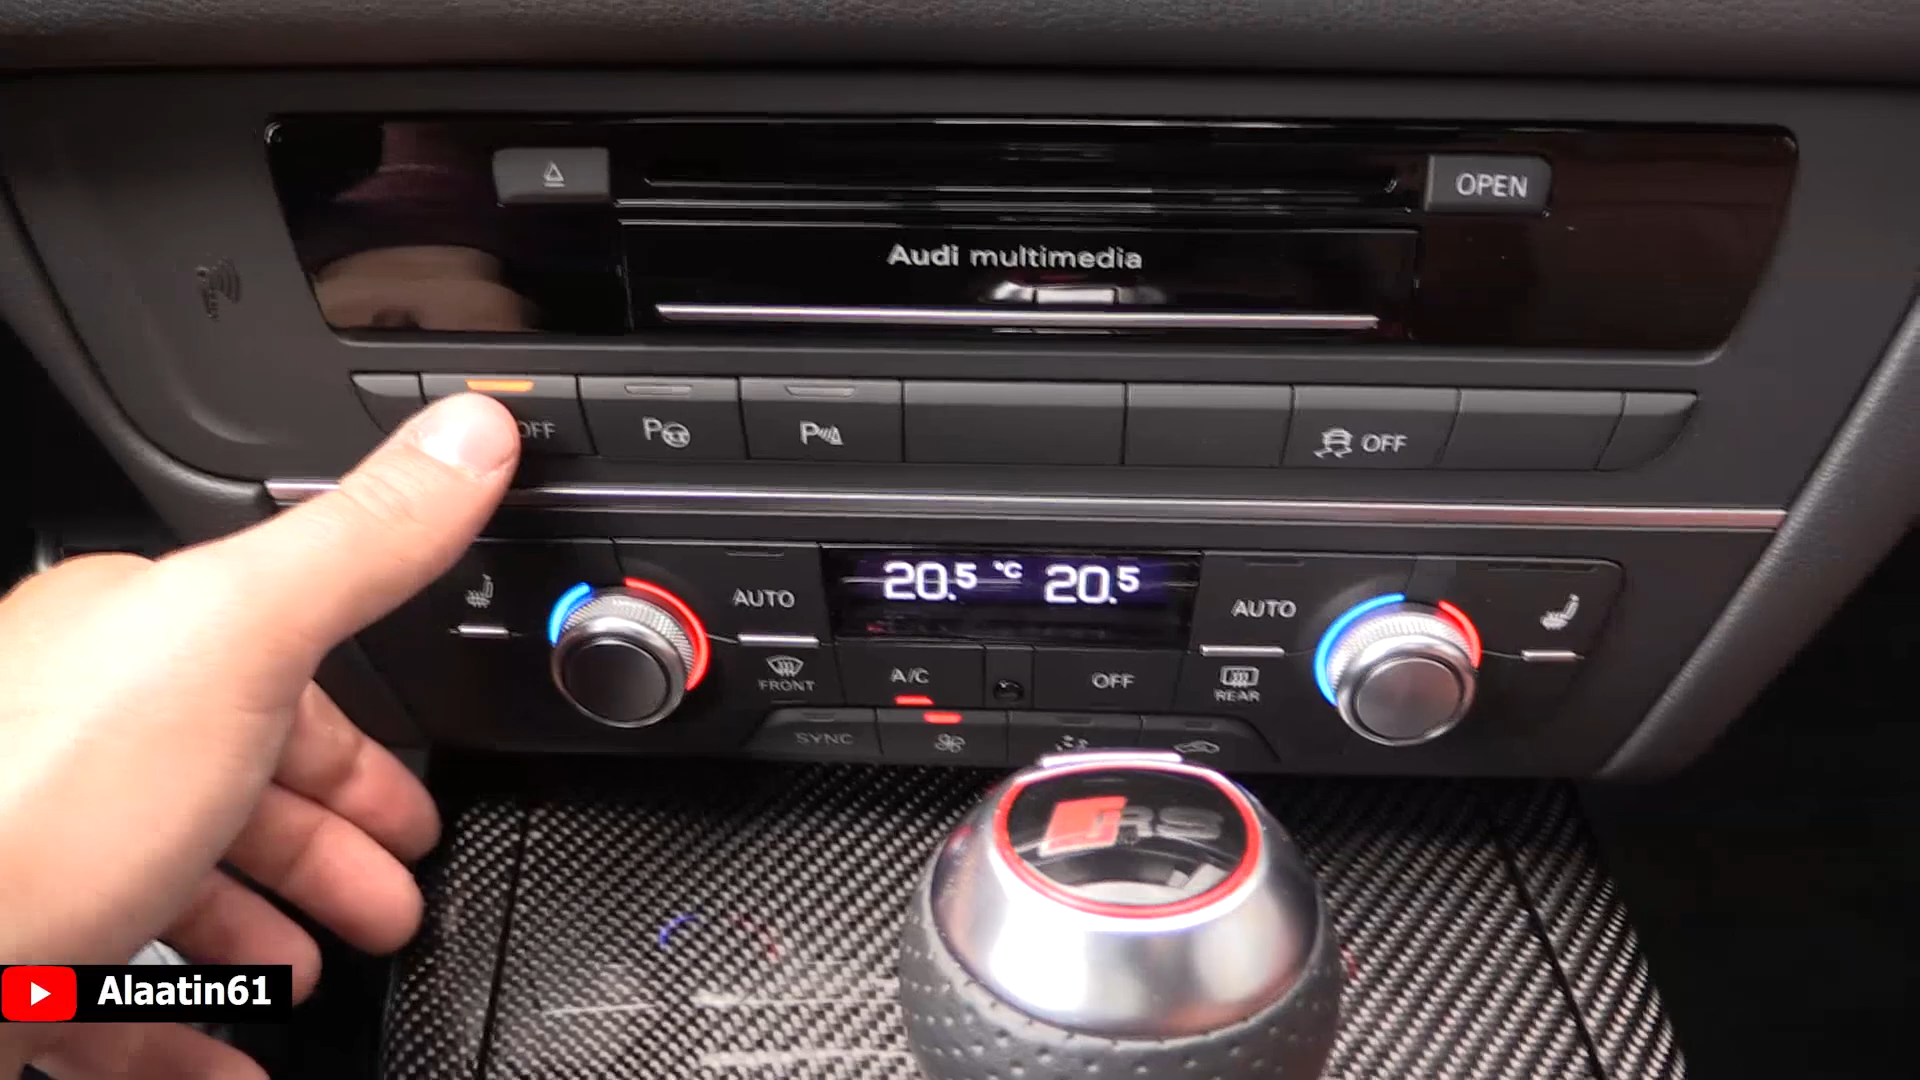 OPEN
Audi multimedia
OFF
P
P
OFF
20.5 °C 20.5
AUTO
AUTO
FRONT
A/C
OFF
REAR
SYNC
RS
Alaatin61